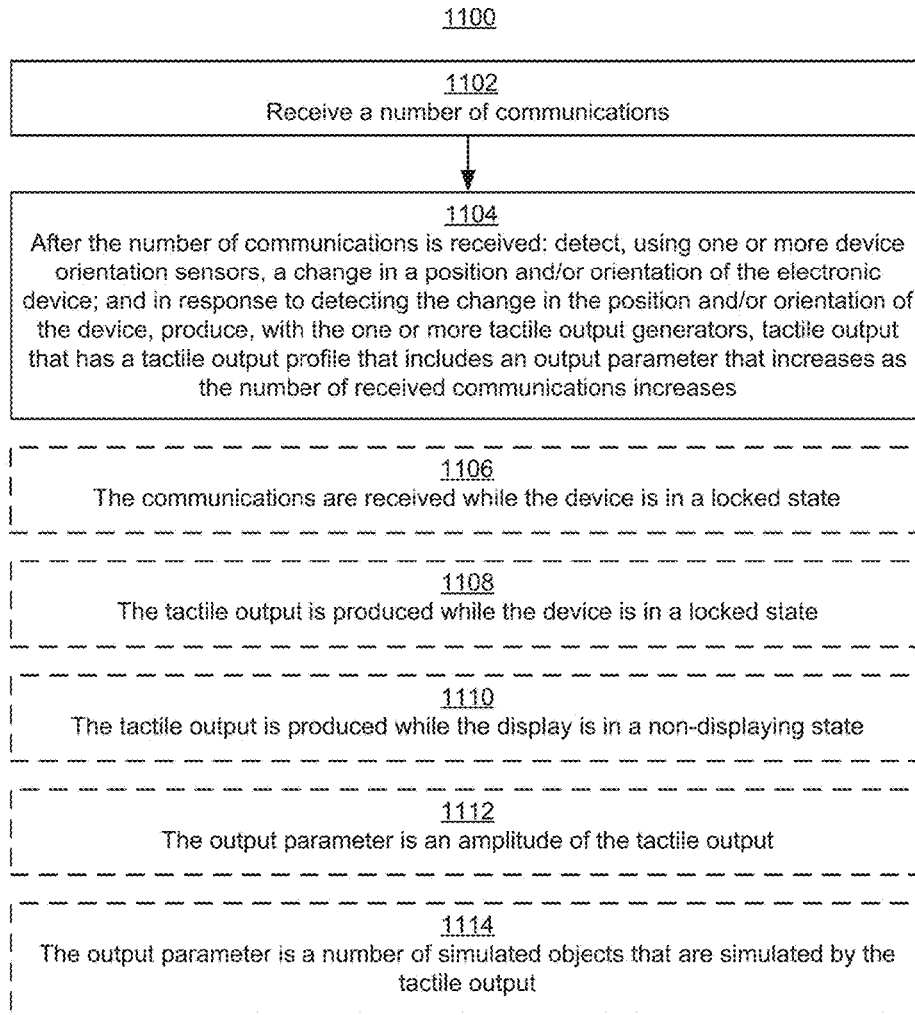 1100
1102
Receive a number of communications
1104
After the number of communications is received: detect, using one or more device
orientation sensors, a change in a position and/or orientation of the electronic
device; and in response to detecting the change in the position and/or orientation of
the device, produce, with the one or more tactile output generators, tactile output
that has a tactile output profile that includes an output parameter that increases as
the number of received communications increases
1106
The communications are received while the device is in a locked state
1108
The tactile output is produced while the device is in a locked state
1110
The tactile output is produced while the display is in a non-displaying state
1112
The output parameter is an amplitude of the tactile output
1114
The output parameter is a number of simulated objects that are simulated by the
tactile output